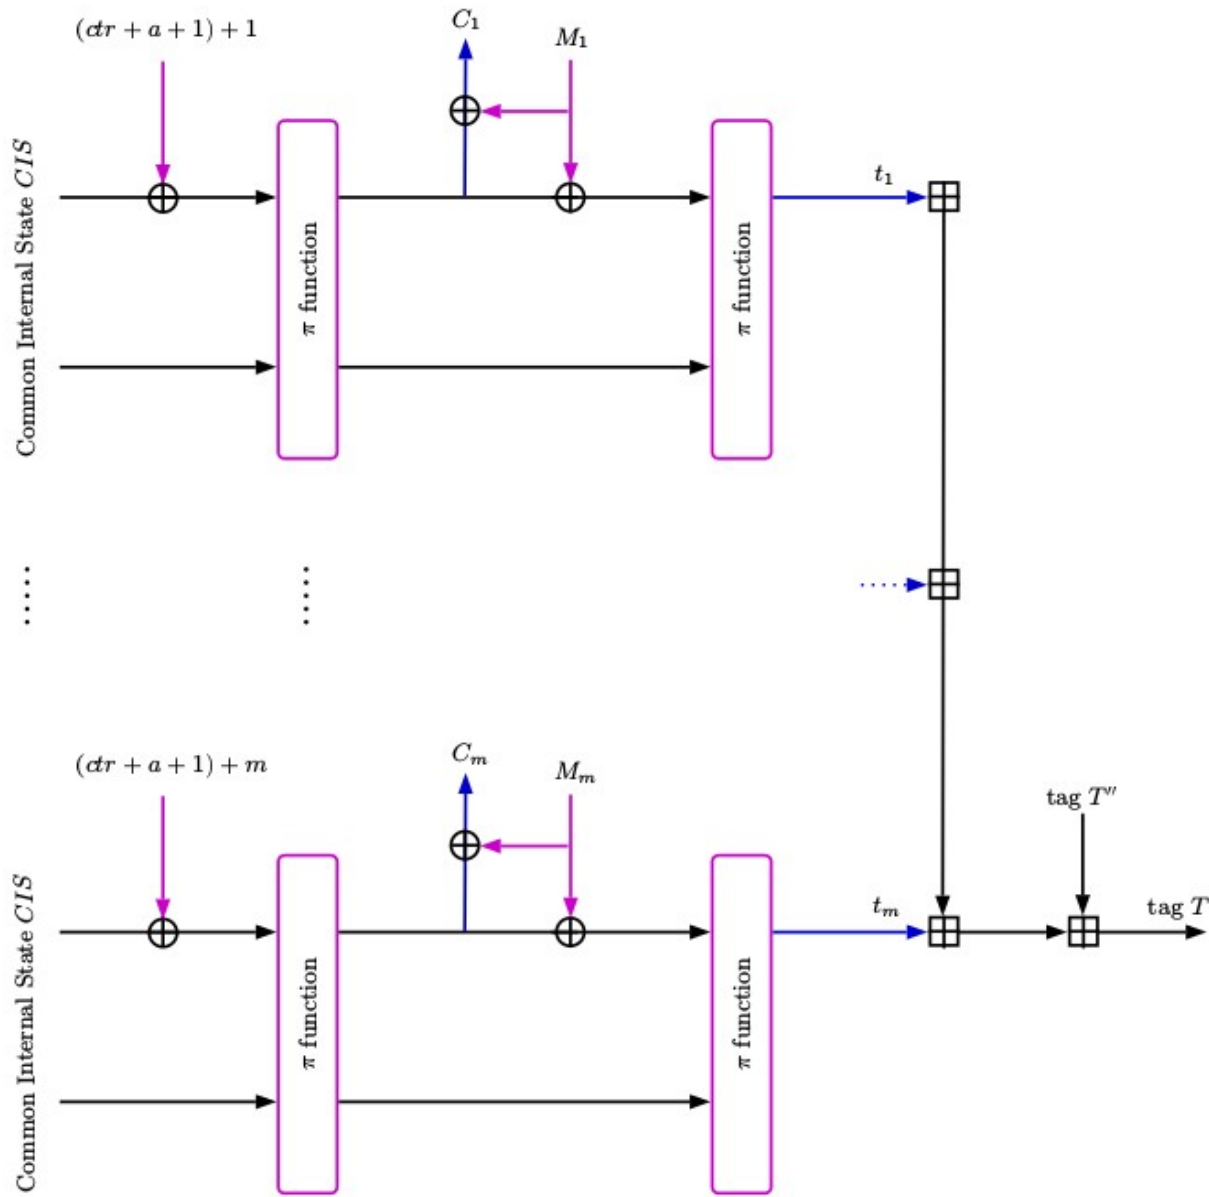 (ctr + a + 1) + 1
C₁
M₁
Common Internal State CIS
π function
π function
t₁
.....
.....
.....
(ctr + a + 1) + m
Cₘ
Mₘ
Common Internal State CIS
π function
π function
tₘ
tag T″
tag T